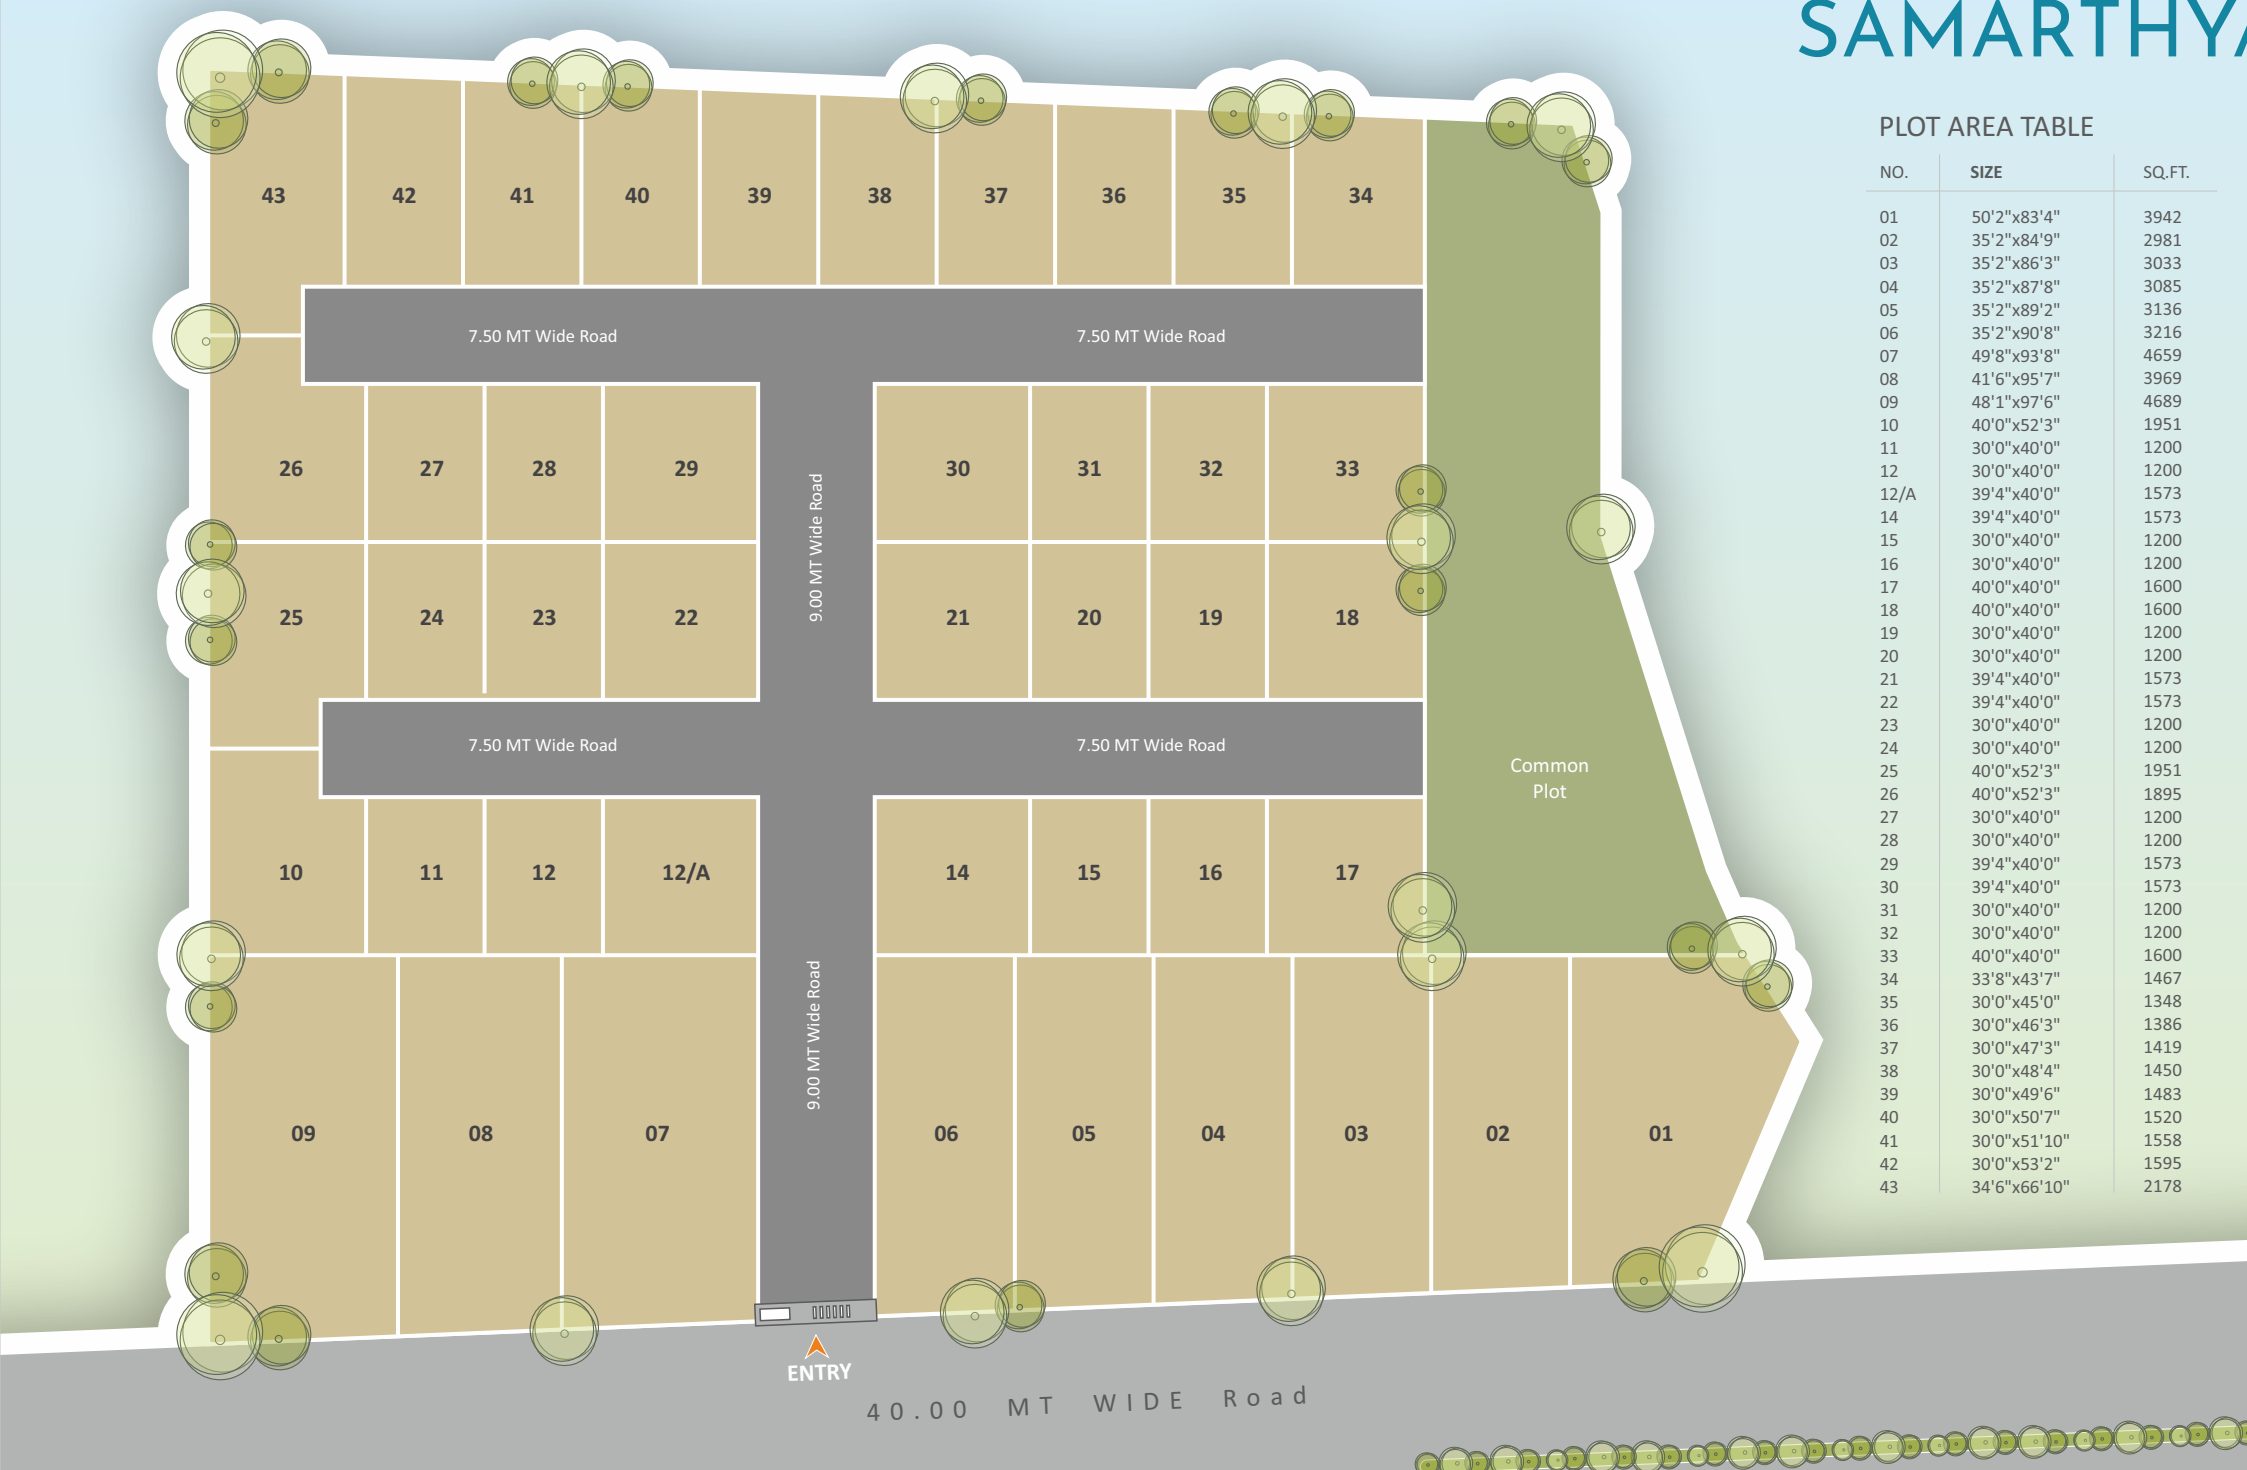 SAMARTHYA
PLOT AREA TABLE
NO. SIZE SQ.FT.
01 50'2"x83'4" 3942
02 35'2"x84'9" 2981
03 35'2"x86'3" 3033
04 35'2"x87'8" 3085
05 35'2"x89'2" 3136
06 35'2"x90'8" 3216
07 49'8"x93'8" 4659
08 41'6"x95'7" 3969
09 48'1"x97'6" 4689
10 40'0"x52'3" 1951
11 30'0"x40'0" 1200
12 30'0"x40'0" 1200
12/A 39'4"x40'0" 1573
14 39'4"x40'0" 1573
15 30'0"x40'0" 1200
16 30'0"x40'0" 1200
17 40'0"x40'0" 1600
18 40'0"x40'0" 1600
19 30'0"x40'0" 1200
20 30'0"x40'0" 1200
21 39'4"x40'0" 1573
22 39'4"x40'0" 1573
23 30'0"x40'0" 1200
24 30'0"x40'0" 1200
25 40'0"x52'3" 1951
26 40'0"x52'3" 1895
27 30'0"x40'0" 1200
28 30'0"x40'0" 1200
29 39'4"x40'0" 1573
30 39'4"x40'0" 1573
31 30'0"x40'0" 1200
32 30'0"x40'0" 1200
33 40'0"x40'0" 1600
34 33'8"x43'7" 1467
35 30'0"x45'0" 1348
36 30'0"x46'3" 1386
37 30'0"x47'3" 1419
38 30'0"x48'4" 1450
39 30'0"x49'6" 1483
40 30'0"x50'7" 1520
41 30'0"x51'10" 1558
42 30'0"x53'2" 1595
43 34'6"x66'10" 2178
43 42 41 40 39 38 37 36 35 34
7.50 MT Wide Road 7.50 MT Wide Road
26 27 28 29 30 31 32 33
9.00 MT Wide Road
25 24 23 22 21 20 19 18
7.50 MT Wide Road 7.50 MT Wide Road
Common
Plot
10 11 12 12/A 14 15 16 17
9.00 MT Wide Road
09 08 07 06 05 04 03 02 01
ENTRY
40.00 MT WIDE Road